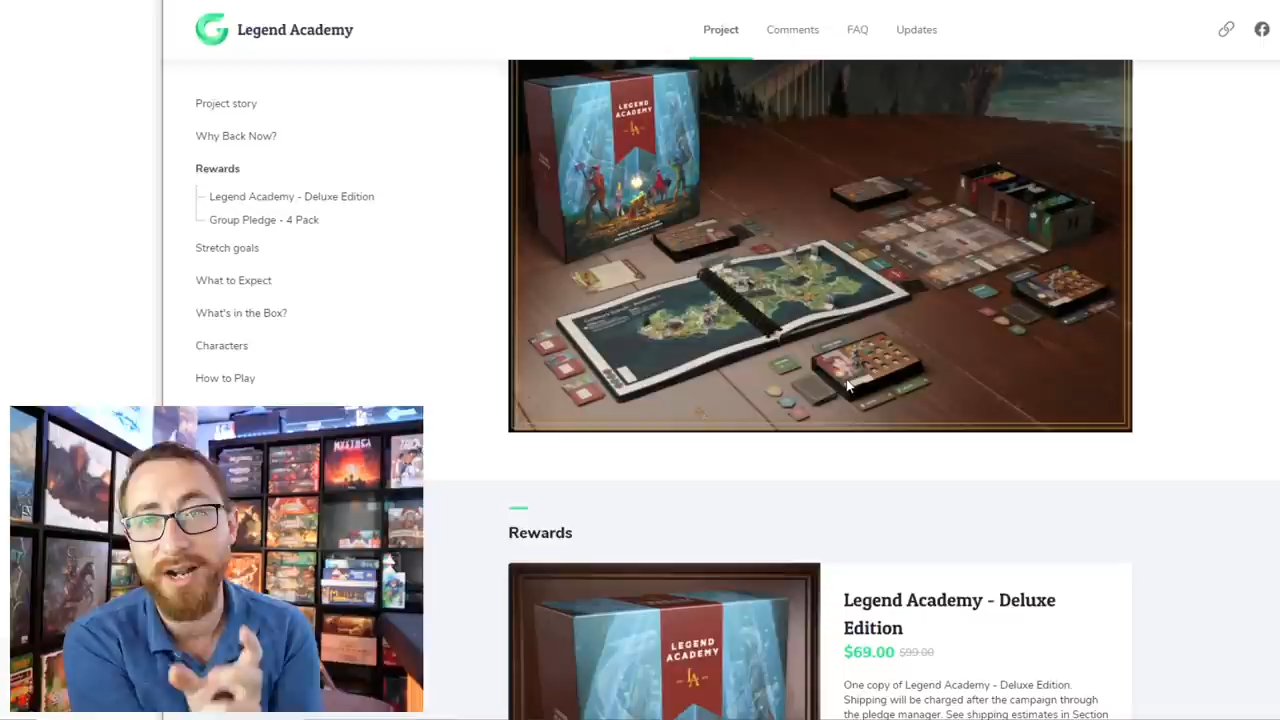 Legend Academy
Project
Comments
FAQ
Updates
Project story
Why Back Now?
Rewards
Legend Academy - Deluxe Edition
Group Pledge - 4 Pack
Stretch goals
What to Expect
What's in the Box?
Characters
How to Play
LEGEND
ACADEMY
LA
MYTHICA
Rewards
LEGEND
ACADEMY
LA
Legend Academy - Deluxe
Edition
$69.00 $99.00
One copy of Legend Academy - Deluxe Edition.
Shipping will be charged after the campaign through
the pledge manager. See shipping estimates in Section